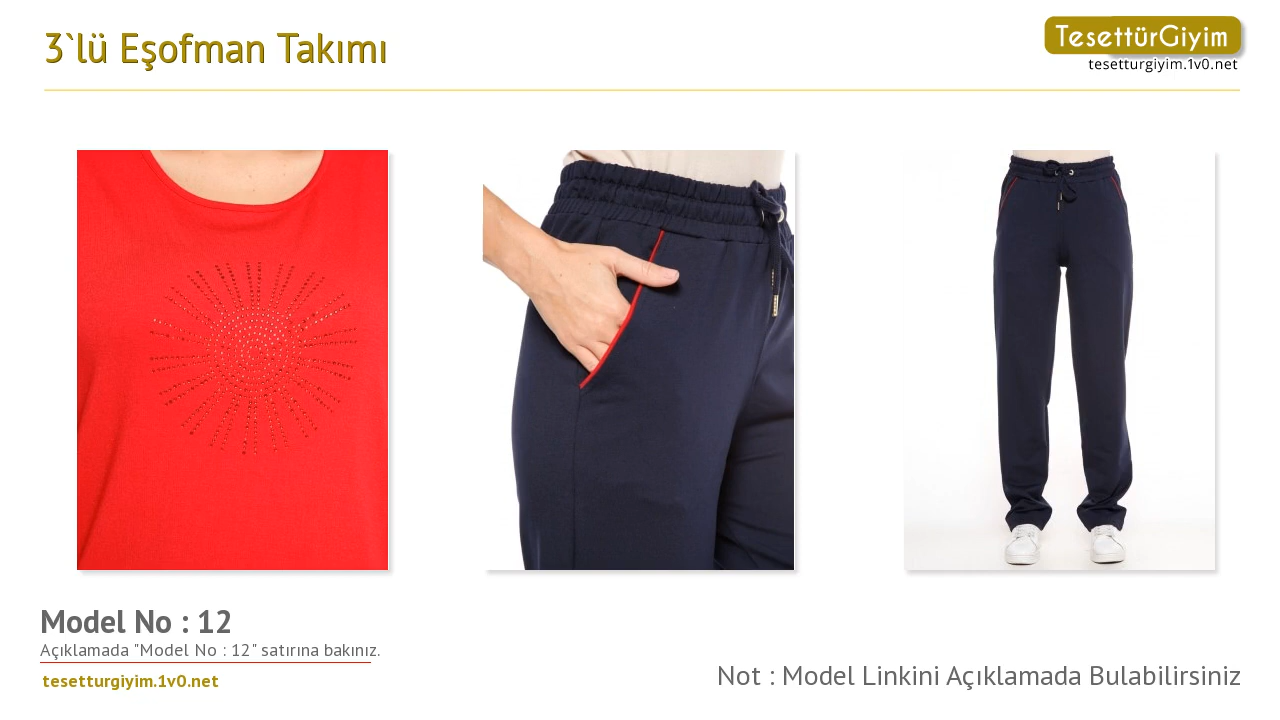 3`lü Eşofman Takımı
TesettürGiyim
tesetturgiyim.1v0.net
Model No : 12
Açıklamada "Model No : 12" satırına bakınız.
tesetturgiyim.1v0.net
Not : Model Linkini Açıklamada Bulabilirsiniz